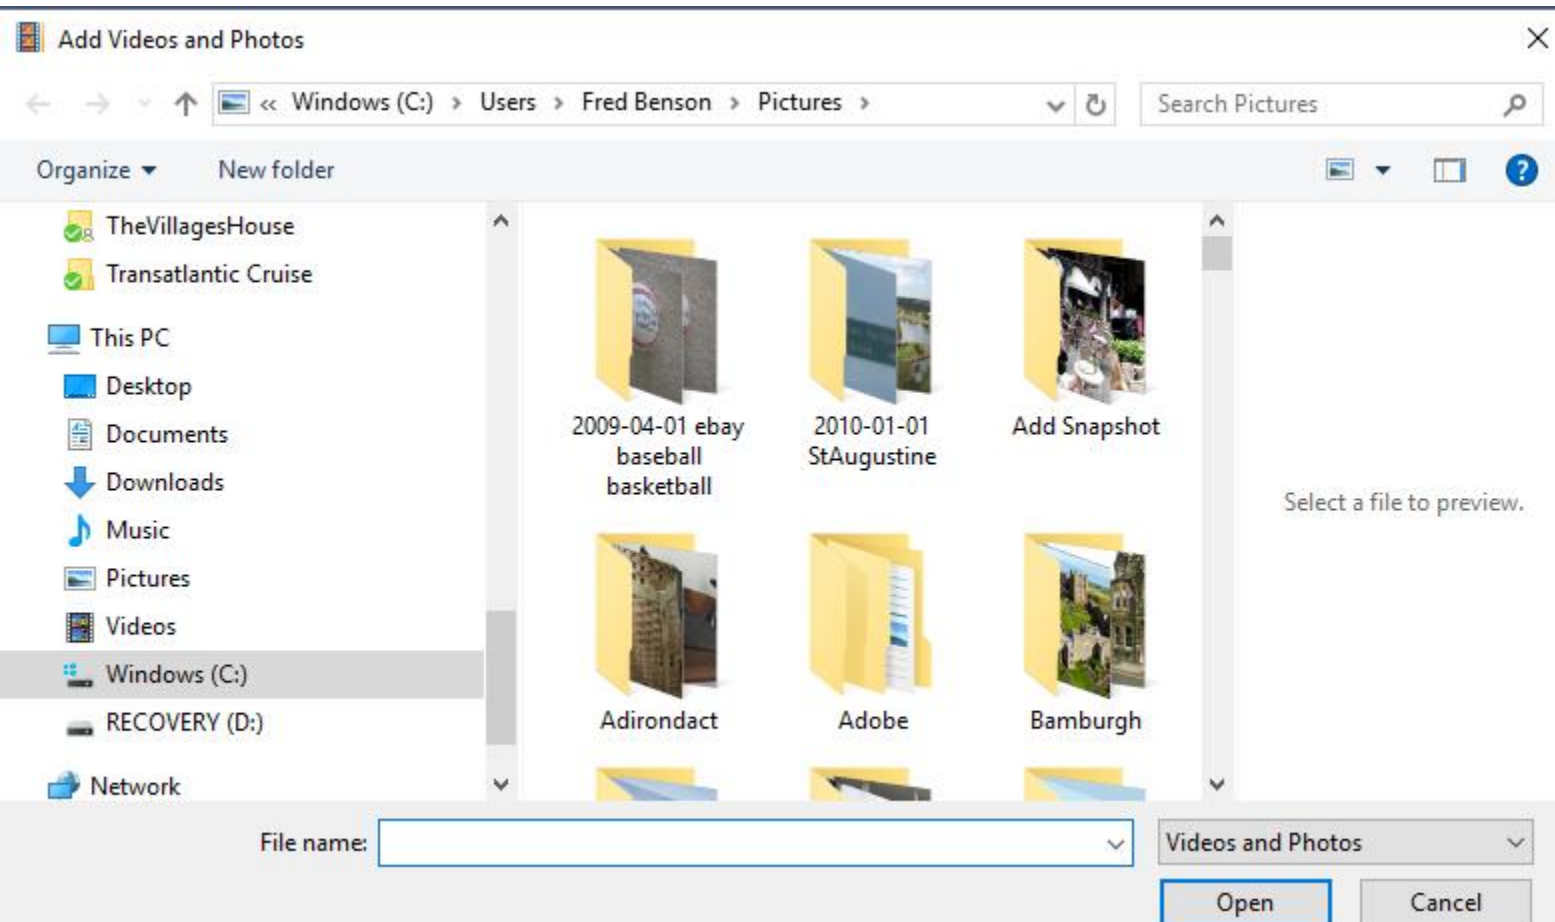 Add Videos and Photos
« Windows (C:) › Users › Fred Benson › Pictures ›
Search Pictures
Organize
New folder
TheVillagesHouse
Transatlantic Cruise
This PC
Desktop
Documents
Downloads
Music
Pictures
Videos
Windows (C:)
RECOVERY (D:)
Network
2009-04-01 ebay
baseball
basketball
2010-01-01
StAugustine
Add Snapshot
Adirondact
Adobe
Bamburgh
Select a file to preview.
File name:
Videos and Photos
Open
Cancel